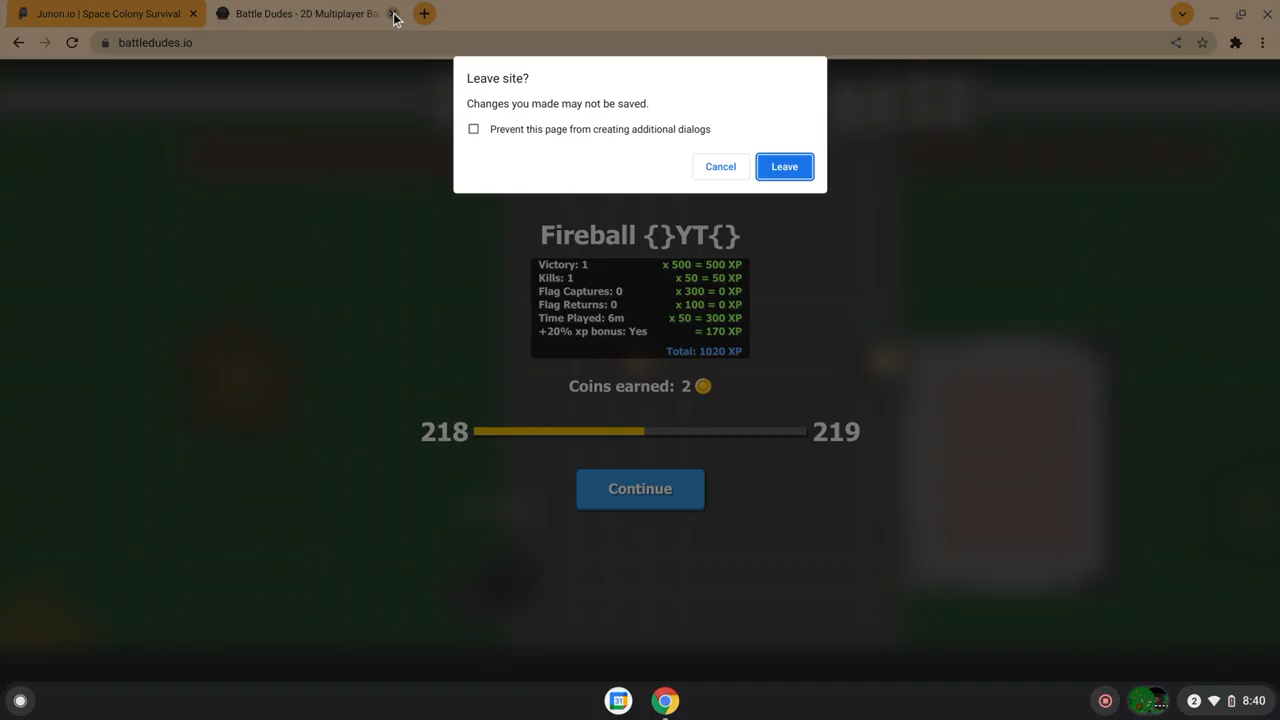 Junon.io | Space Colony Survival
Battle Dudes - 2D Multiplayer Ba
battledudes.io
Leave site?
Changes you made may not be saved.
Prevent this page from creating additional dialogs
Cancel
Leave
Fireball {}YT{}
Victory: 1 x 500 = 500 XP
Kills: 1 x 50 = 50 XP
Flag Captures: 0 x 300 = 0 XP
Flag Returns: 0 x 100 = 0 XP
Time Played: 6m x 50 = 300 XP
+20% xp bonus: Yes = 170 XP
Total: 1020 XP
Coins earned: 2
218 219
Continue
31
2 8:40